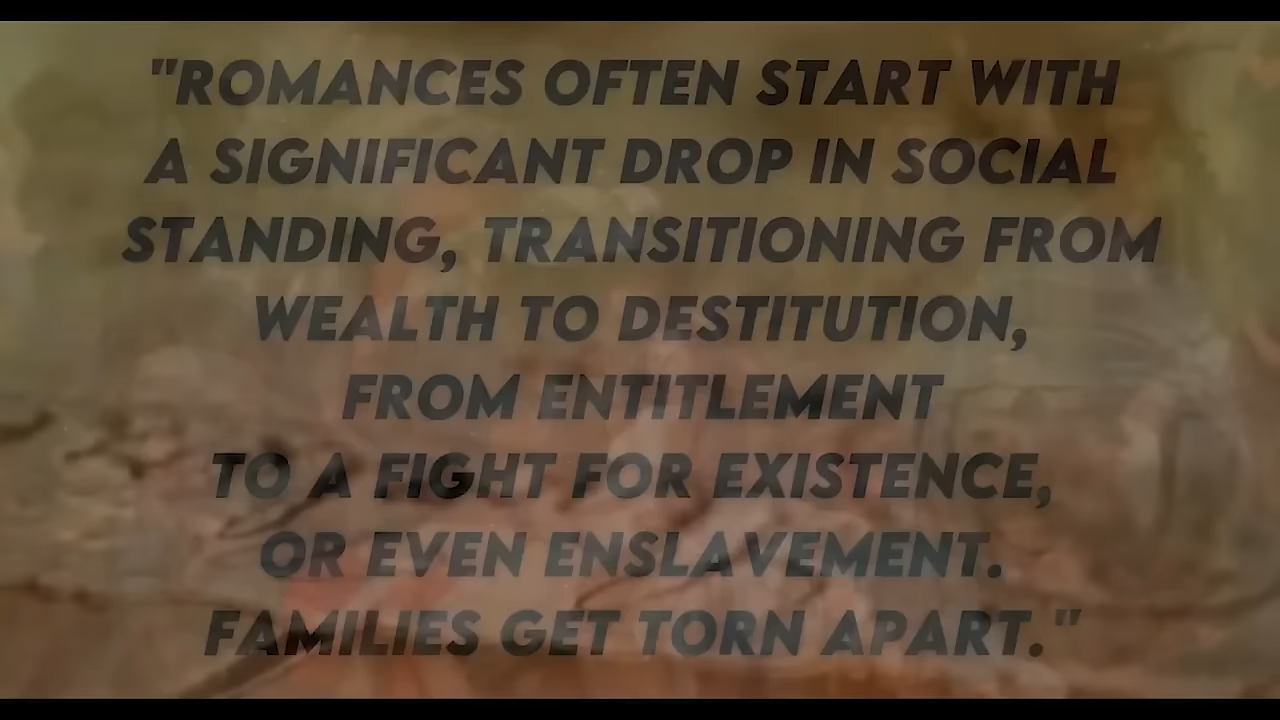 "ROMANCES OFTEN START WITH
A SIGNIFICANT DROP IN SOCIAL
STANDING, TRANSITIONING FROM
WEALTH TO DESTITUTION,
FROM ENTITLEMENT
TO A FIGHT FOR EXISTENCE,
OR EVEN ENSLAVEMENT.
FAMILIES GET TORN APART."